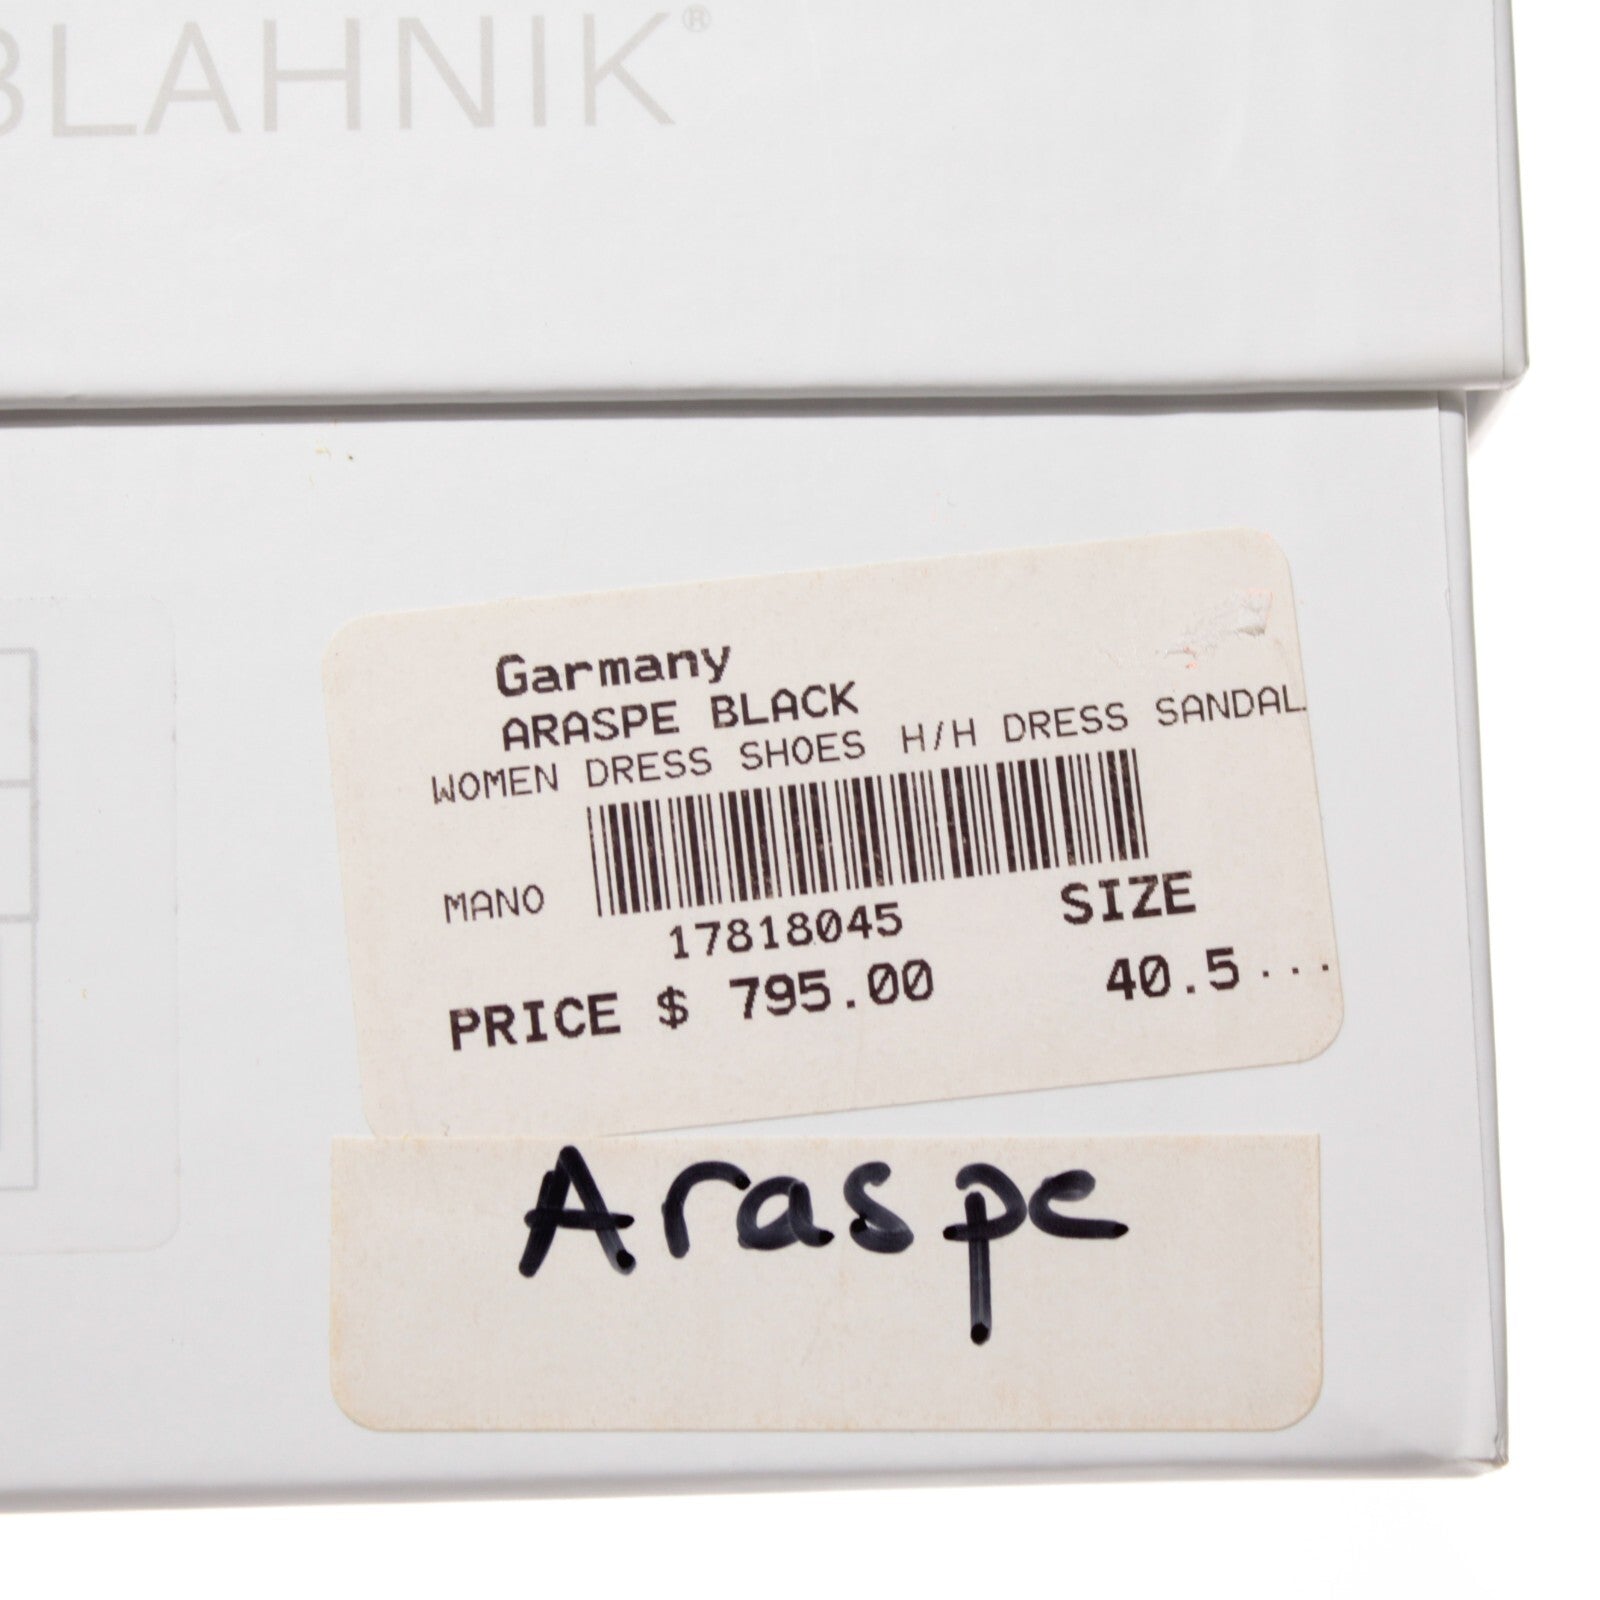 BLAHNIK®
Garmany
ARASPE BLACK
WOMEN DRESS SHOES H/H DRESS SANDAL
MANO
17818045
SIZE
PRICE $ 795.00
40.5...
Araspe